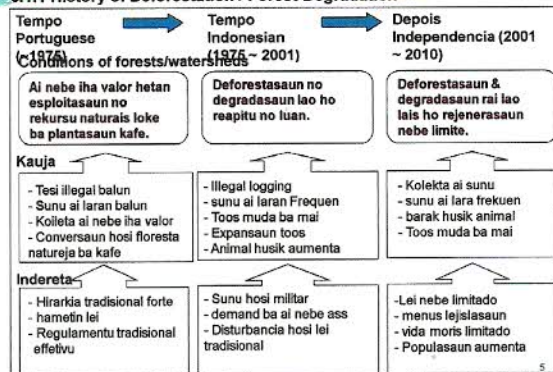 Tempo
Portuguese
(~1975)
Tempo
Indonesian
(1975 ~ 2001)
Depois
Independencia (2001
~ 2010)
Conditions of forests/watersheds
Ai nebe iha valor hetan
esploitasaun no
rekursu naturais loke
ba plantasaun kafe.
Deforestasaun no
degradasaun lao ho
reapitu no luan.
Deforestasaun &
degradasaun rai lao
lais ho rejenerasaun
nebe limite.
Kauja
- Tesi illegal balun
- Sunu ai laran balun
- Koileta ai nebe iha valor
- Conversaun hosi floresta
natureja ba kafe
- Illegal logging
- sunu ai laran Frequen
- Toos muda ba mai
- Expansaun toos
- Animal husik aumenta
- Kolekta ai sunu
- su ai lara frekuen
- barak husik animal
- Toos muda ba mai
Indereta
- Hirarkia tradisional forte
- hametin lei
- Regulamentu tradisional
effetivu
- Sunu hosi militar
- demand ba ai nebe ass
- Disturbancia hosi lei
tradisional
-Lei nebe limitado
- menus lejislasaun
- vida moris limitado
- Populasaun aumenta
5